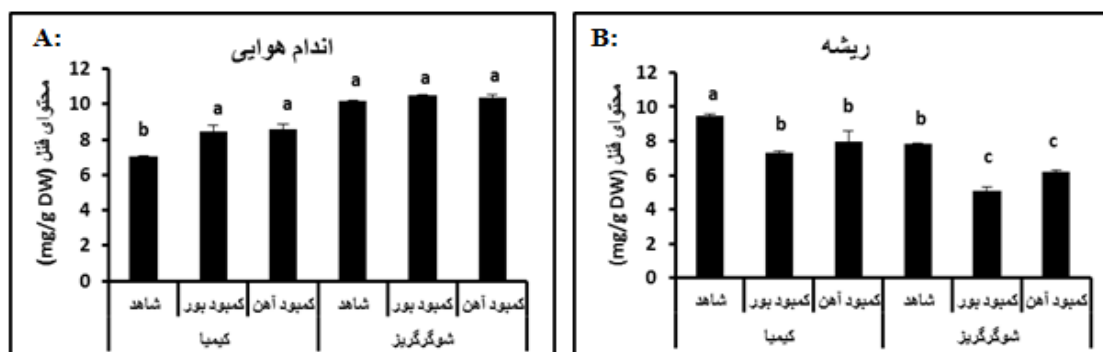 A:
اندام هوایی
محتوای فنل (mg/g DW)
12
10
8
6
4
2
0
b a a a a a
شاهد کمبود بور کمبود آهن شاهد کمبود بور کمبود آهن
کیمیا شوگرگریز
B:
ریشه
محتوای فنل (mg/g DW)
12
10
8
6
4
2
0
a b b b c c
شاهد کمبود بور کمبود آهن شاهد کمبود بور کمبود آهن
کیمیا شوگرگریز